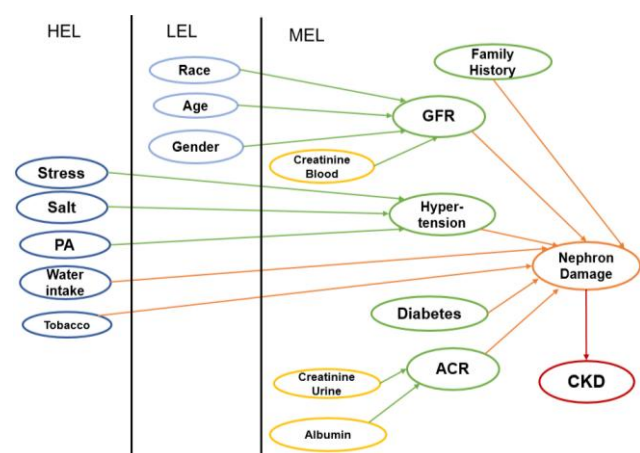 HEL
LEL
MEL
Race
Age
Gender
Creatinine
Blood
GFR
Family
History
Stress
Salt
PA
Water
intake
Tobacco
Hyper-
tension
Nephron
Damage
Diabetes
Creatinine
Urine
Albumin
ACR
CKD